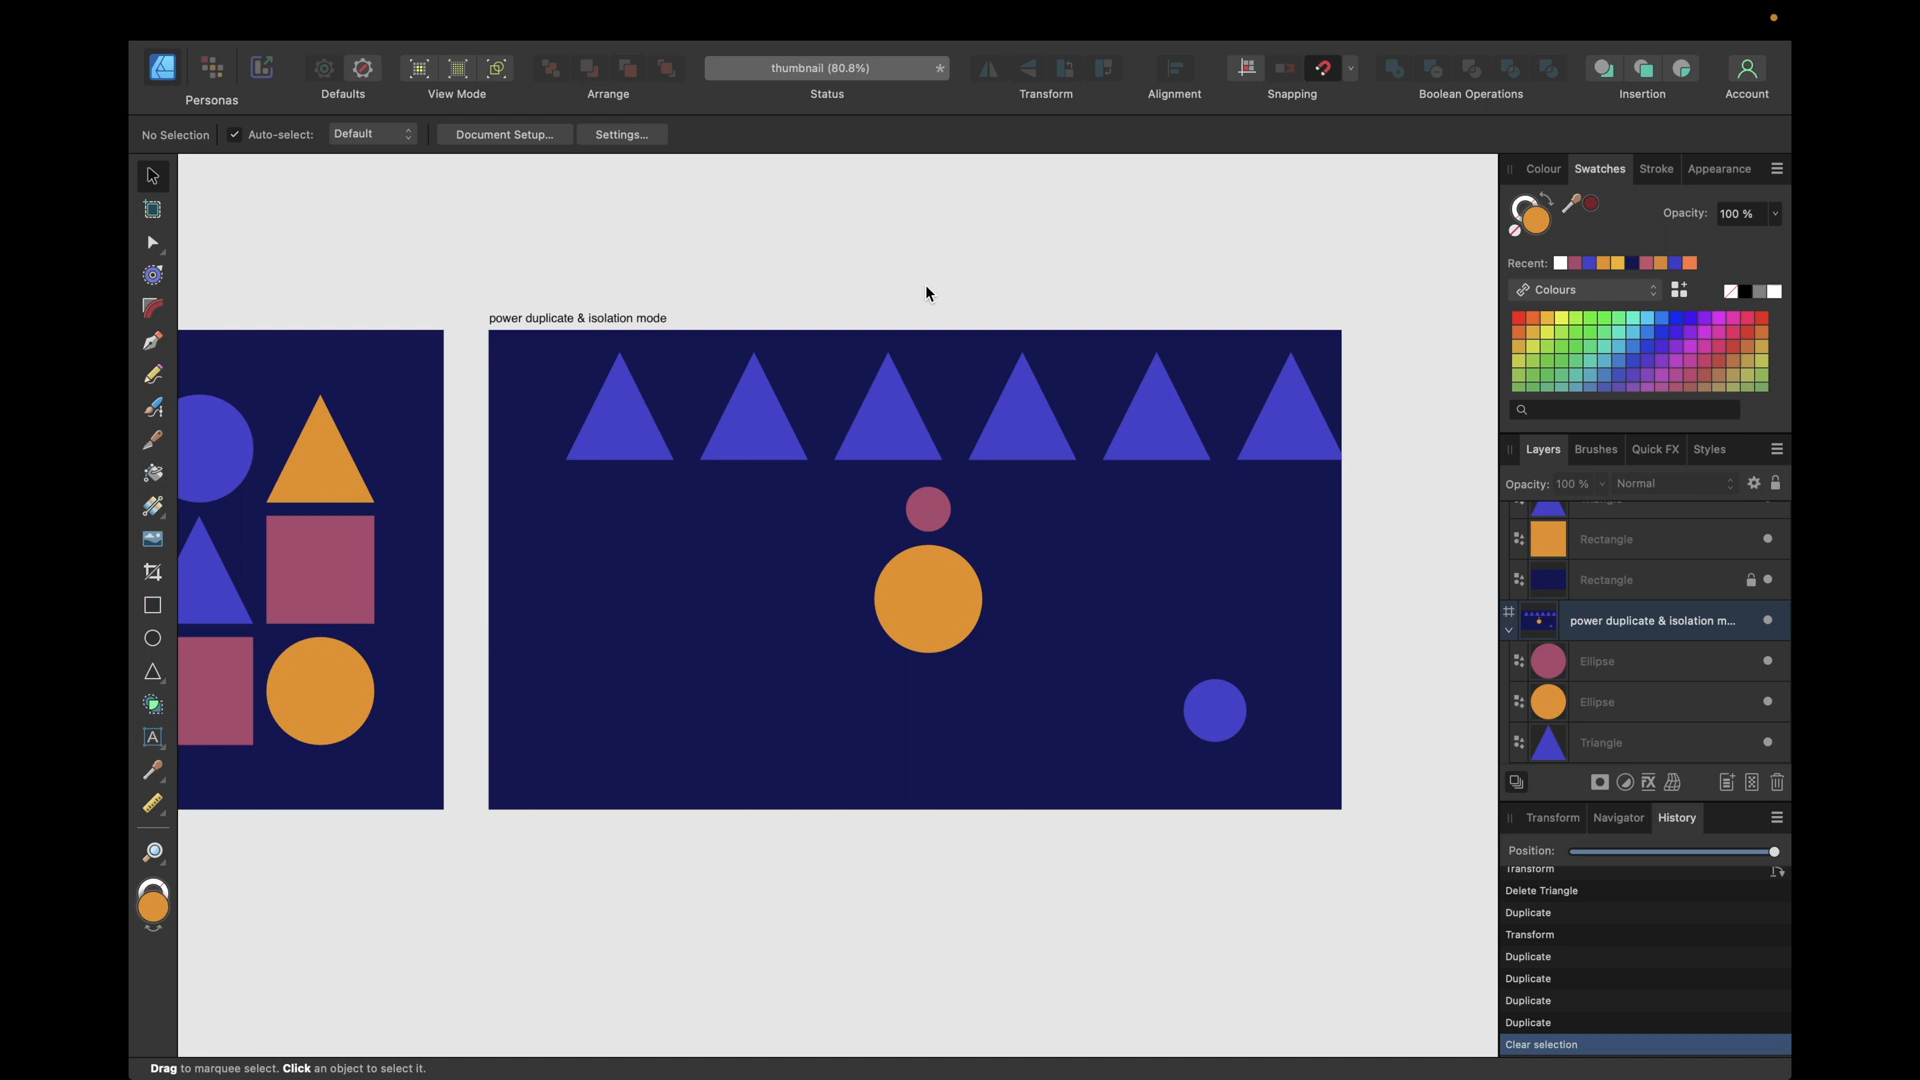 thumbnail (80.8%)
*
Personas
Defaults
View Mode
Arrange
Status
Transform
Alignment
Snapping
Boolean Operations
Insertion
Account
No Selection
Auto-select:
Default
Document Setup...
Settings...
Colour
Swatches
Stroke
Appearance
Opacity:
100 %
Recent:
Colours
power duplicate & isolation mode
Layers
Brushes
Quick FX
Styles
Opacity: 100 %
Normal
Triangle
Rectangle
Rectangle
power duplicate & isolation m...
Ellipse
Ellipse
Triangle
Transform
Navigator
History
Position:
Transform
Delete Triangle
Duplicate
Transform
Duplicate
Duplicate
Duplicate
Duplicate
Clear selection
A
FX
Drag to marquee select. Click an object to select it.